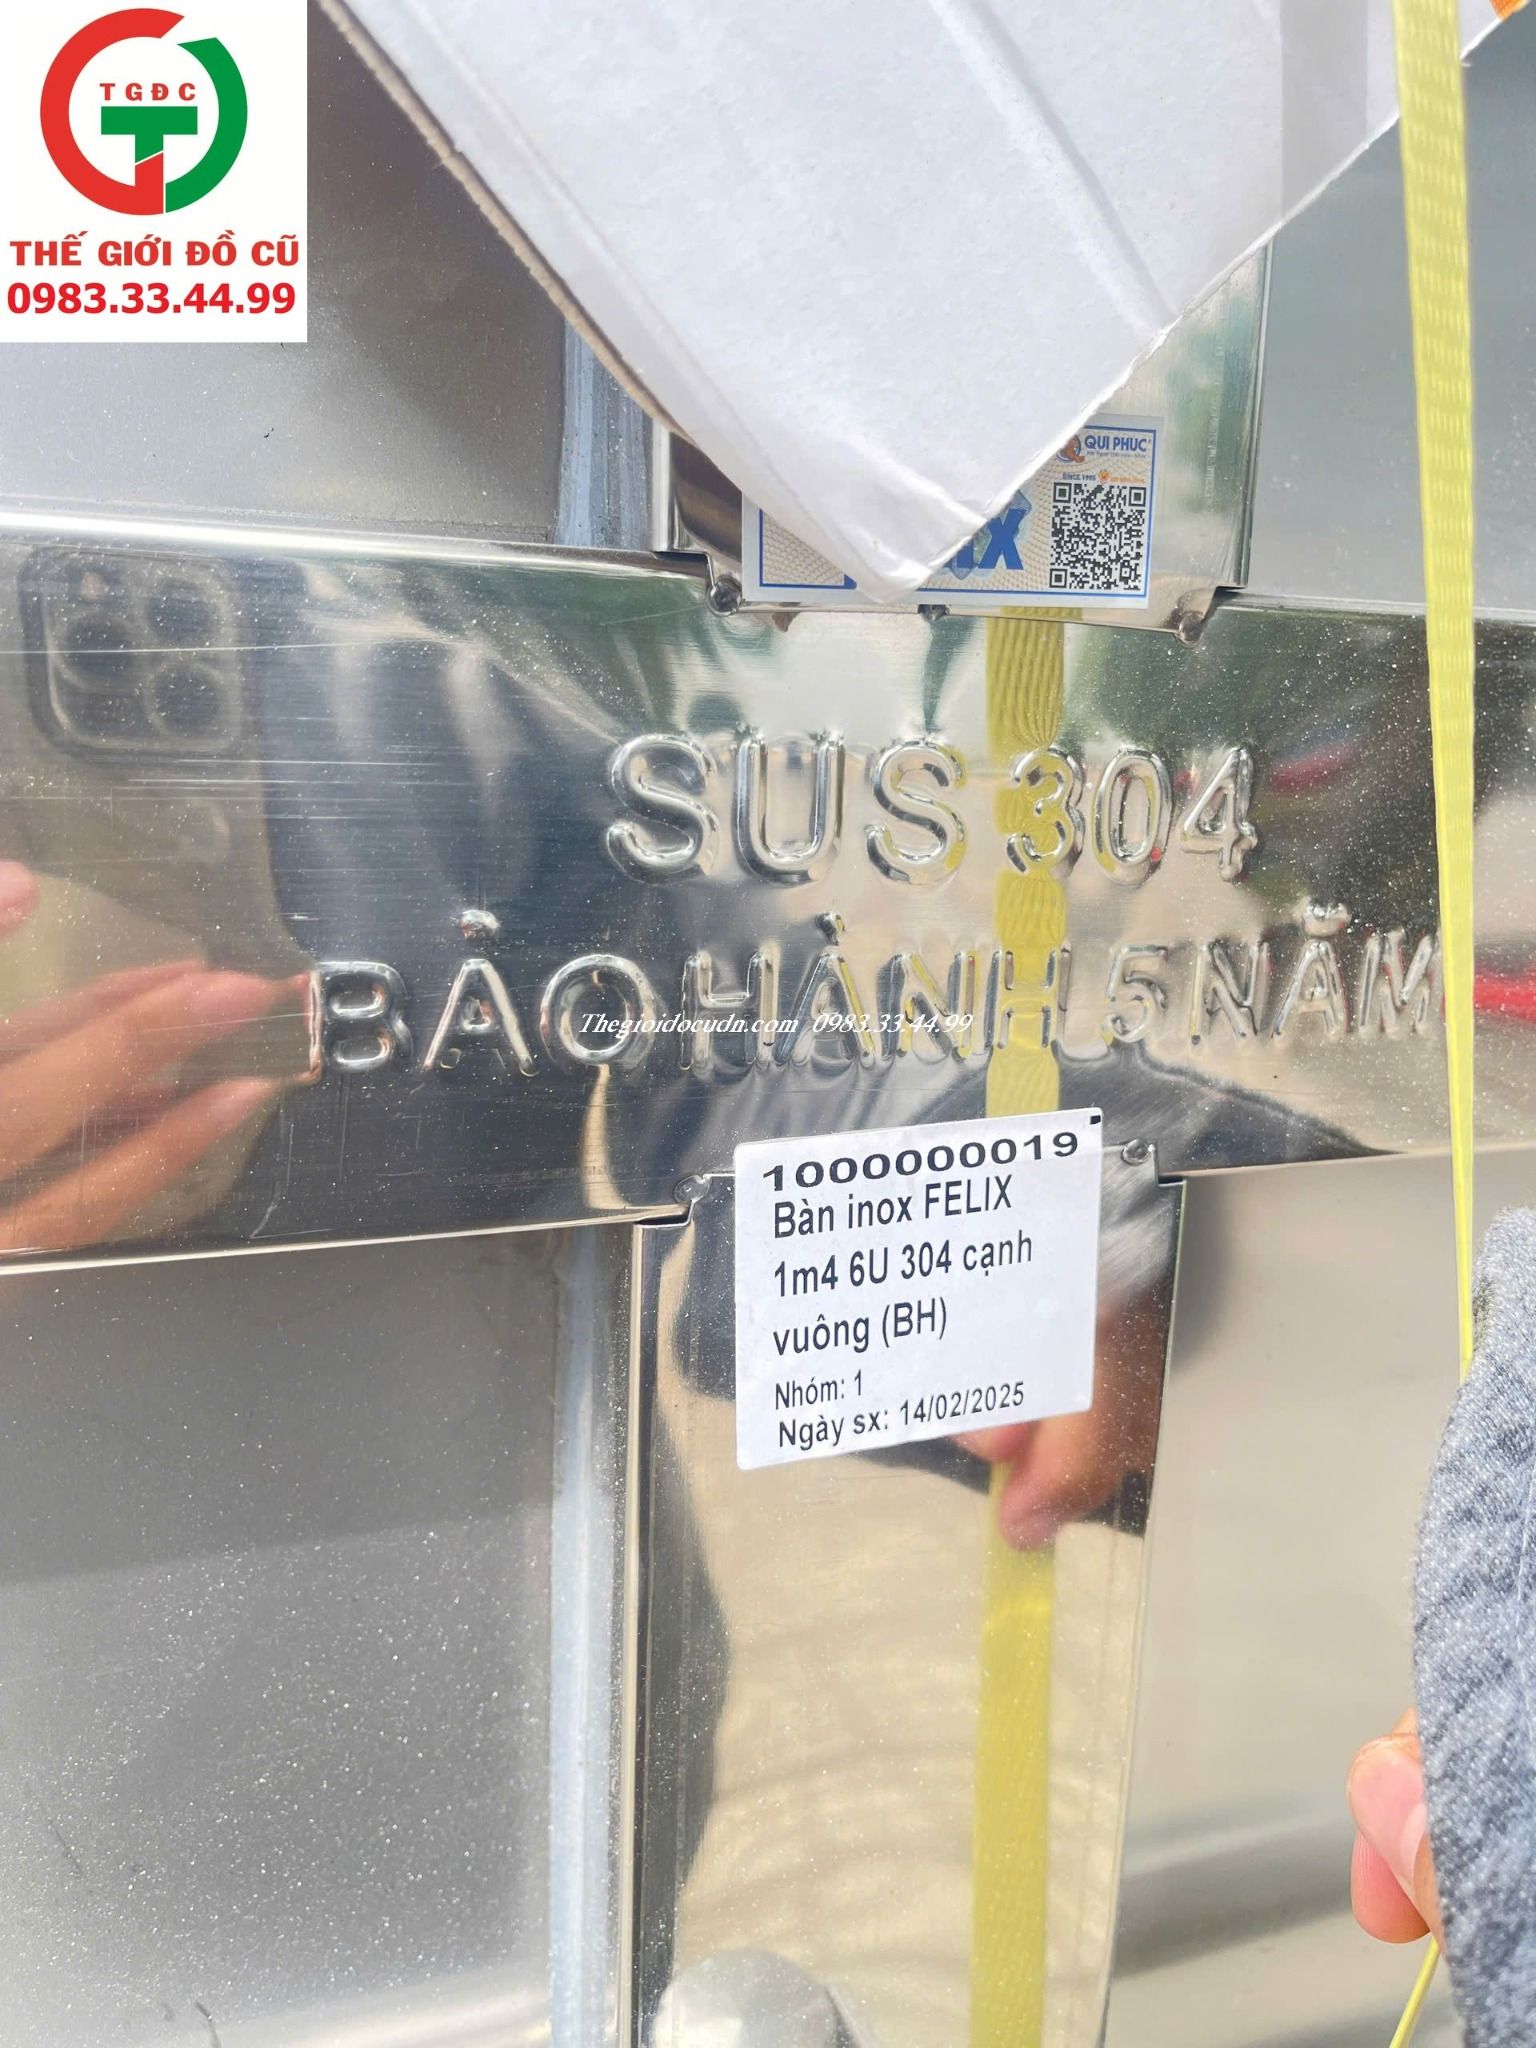 TGĐC
THẾ GIỚI ĐỒ CŨ
0983.33.44.99
QUI PHUC
SINCE 1995
SUS 304
BẢO HÀNH 5 NĂM
Thegioidocudn.com 0983.33.44.99
1000000019
Bàn inox FELIX
1m4 6U 304 cạnh
vuông (BH)
Nhóm: 1
Ngày sx: 14/02/2025